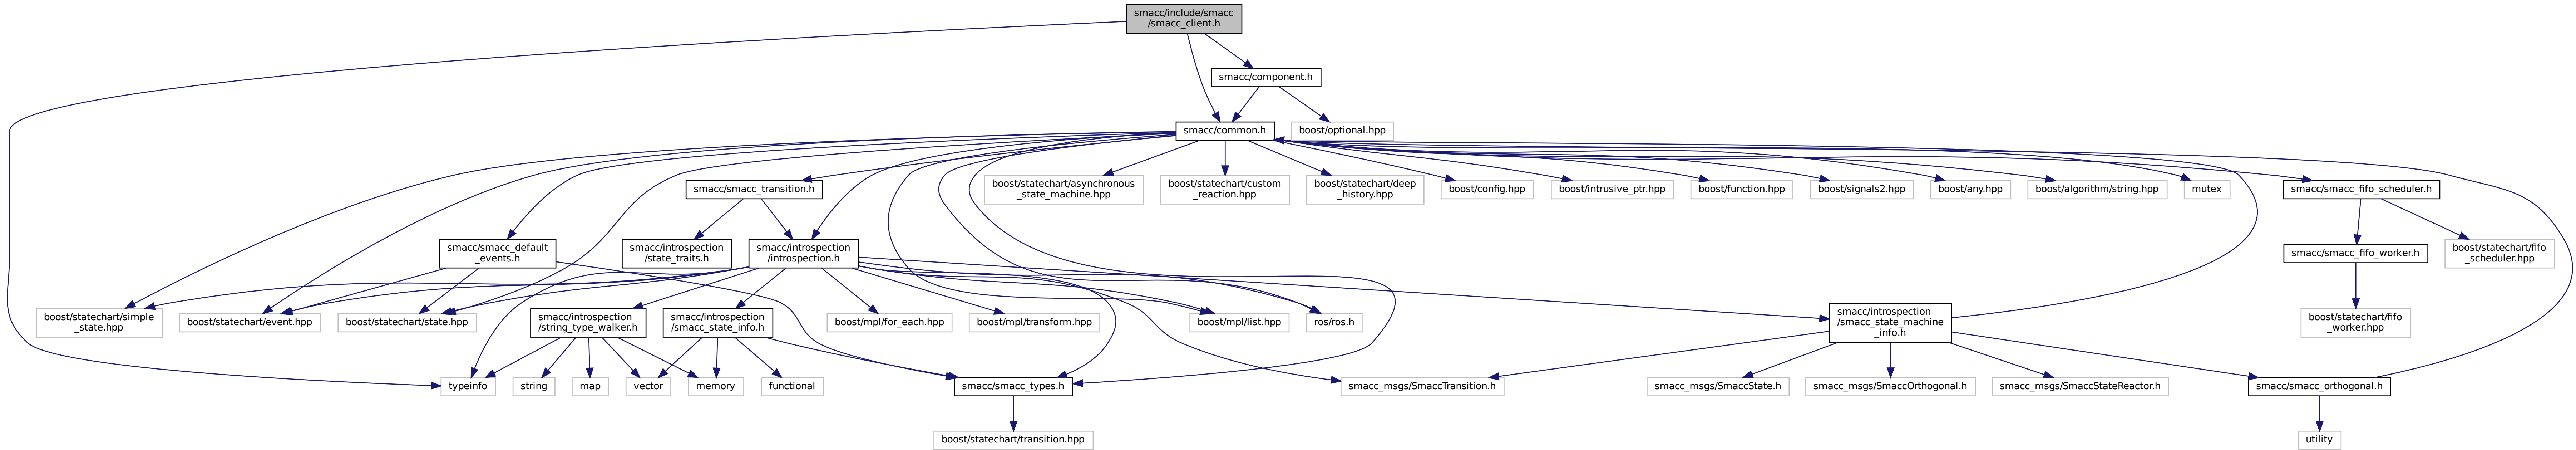 smacc/include/smacc
/smacc_client.h
smacc/component.h
smacc/common.h
boost/optional.hpp
smacc/smacc_transition.h
boost/statechart/asynchronous
_state_machine.hpp
boost/statechart/custom
_reaction.hpp
boost/statechart/deep
_history.hpp
boost/config.hpp
boost/intrusive_ptr.hpp
boost/function.hpp
boost/signals2.hpp
boost/any.hpp
boost/algorithm/string.hpp
mutex
smacc/smacc_fifo_scheduler.h
smacc/smacc_default
_events.h
smacc/introspection
/state_traits.h
smacc/introspection
/introspection.h
smacc/smacc_fifo_worker.h
boost/statechart/fifo
_scheduler.hpp
boost/statechart/simple
_state.hpp
boost/statechart/event.hpp
boost/statechart/state.hpp
smacc/introspection
/string_type_walker.h
smacc/introspection
/smacc_state_info.h
boost/mpl/for_each.hpp
boost/mpl/transform.hpp
boost/mpl/list.hpp
ros/ros.h
smacc/introspection
/smacc_state_machine
_info.h
boost/statechart/fifo
_worker.hpp
typeinfo
string
map
vector
memory
functional
smacc/smacc_types.h
smacc_msgs/SmaccTransition.h
smacc_msgs/SmaccState.h
smacc_msgs/SmaccOrthogonal.h
smacc_msgs/SmaccStateReactor.h
smacc/smacc_orthogonal.h
boost/statechart/transition.hpp
utility